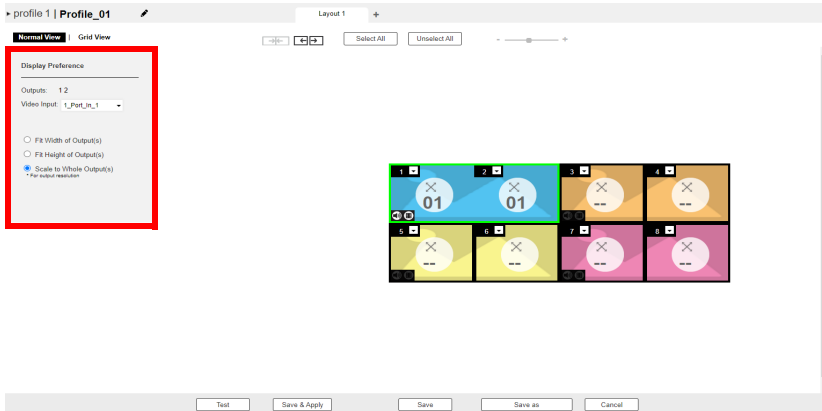 profile 1 | Profile_01
Layout 1 +
Normal View | Grid View
Select All Unselect All - +
Display Preference
Outputs: 1 2
Video Input: 1_Port_In_1
Fit Width of Output(s)
Fit Height of Output(s)
Scale to Whole Output(s)
* For output resolution
1 2 3 4
01 01 -- --
5 6 7 8
-- -- -- --
Test Save & Apply Save Save as Cancel